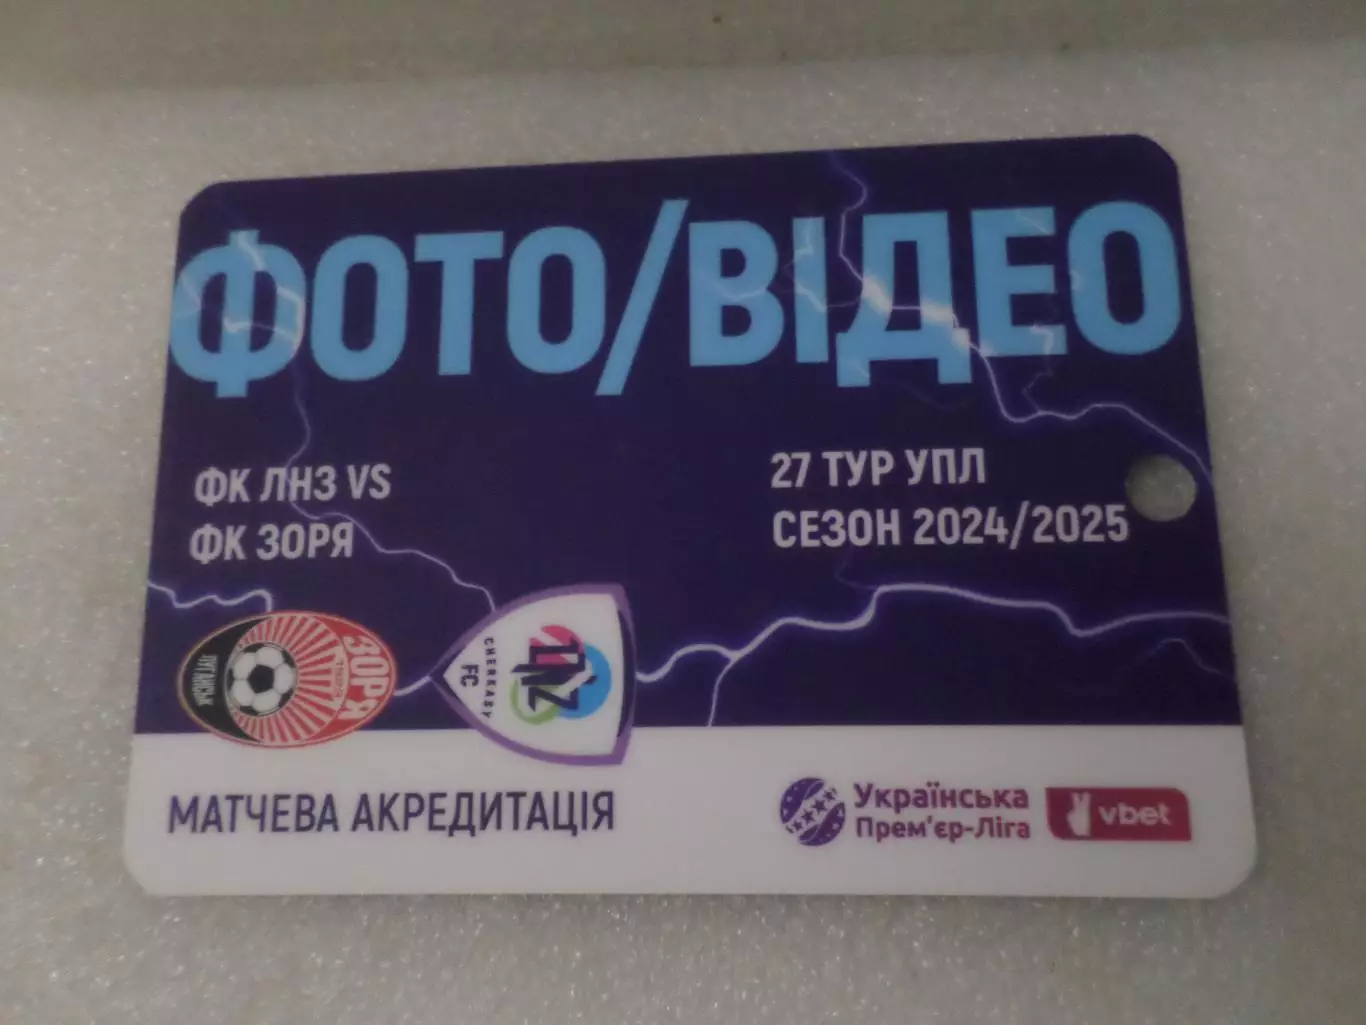 ФОТО/ВІДЕО
ФК ЛНЗ VS
ФК ЗОРЯ
27 ТУР УПЛ
СЕЗОН 2024/2025
ЗОРЯ
ЛУГАНСЬК
CHERKASY
FC
LNZ
МАТЧЕВА АКРЕДИТАЦІЯ
Українська
Прем'єр-Ліга
vbet